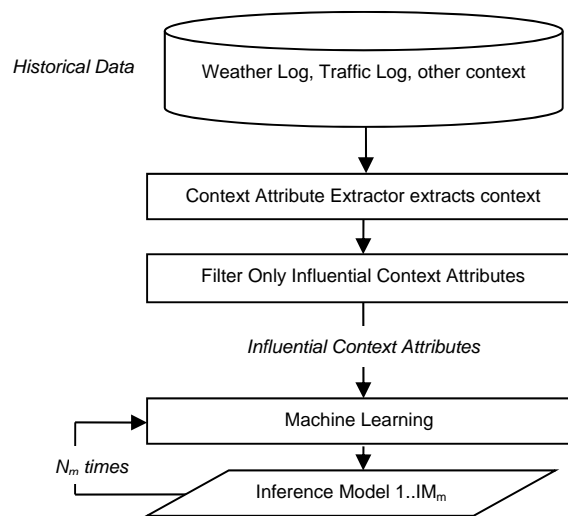 Historical Data
Weather Log, Traffic Log, other context
Context Attribute Extractor extracts context
Filter Only Influential Context Attributes
Influential Context Attributes
Machine Learning
Nₘ times
Inference Model 1..IMₘ